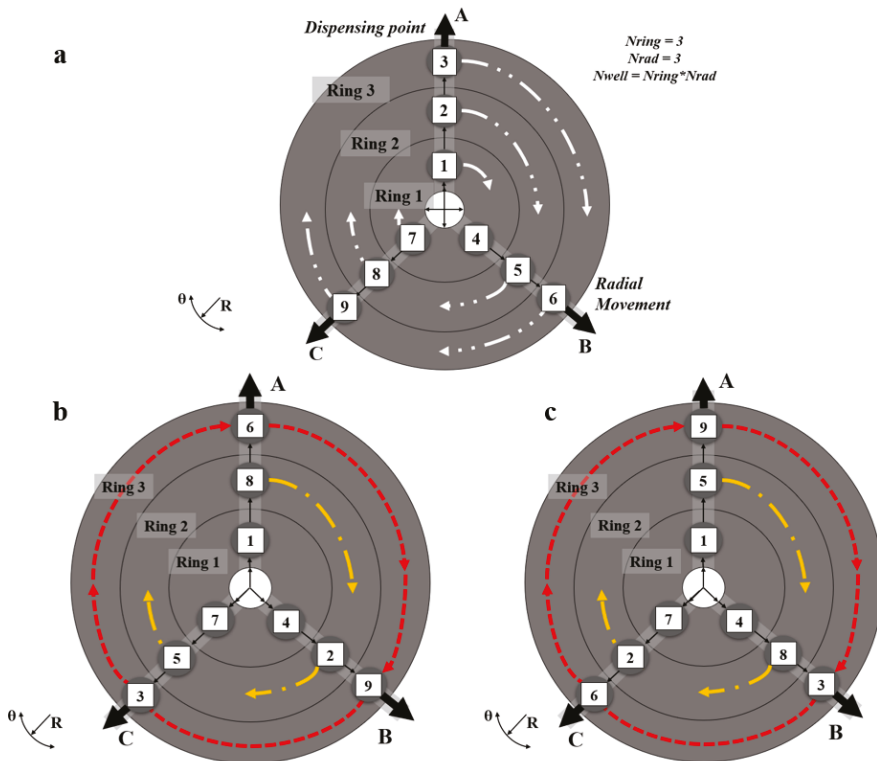 A
Dispensing point
a
Nring = 3
Nrad = 3
Nwell = Nring*Nrad
3
Ring 3
2
Ring 2
1
Ring 1
7
4
8
5
9
6
Radial
Movement
θ
R
C
B
b
A
6
Ring 3
8
Ring 2
1
Ring 1
7
4
5
2
3
9
θ
R
C
B
c
A
9
Ring 3
5
Ring 2
1
Ring 1
7
4
2
8
6
3
θ
R
C
B